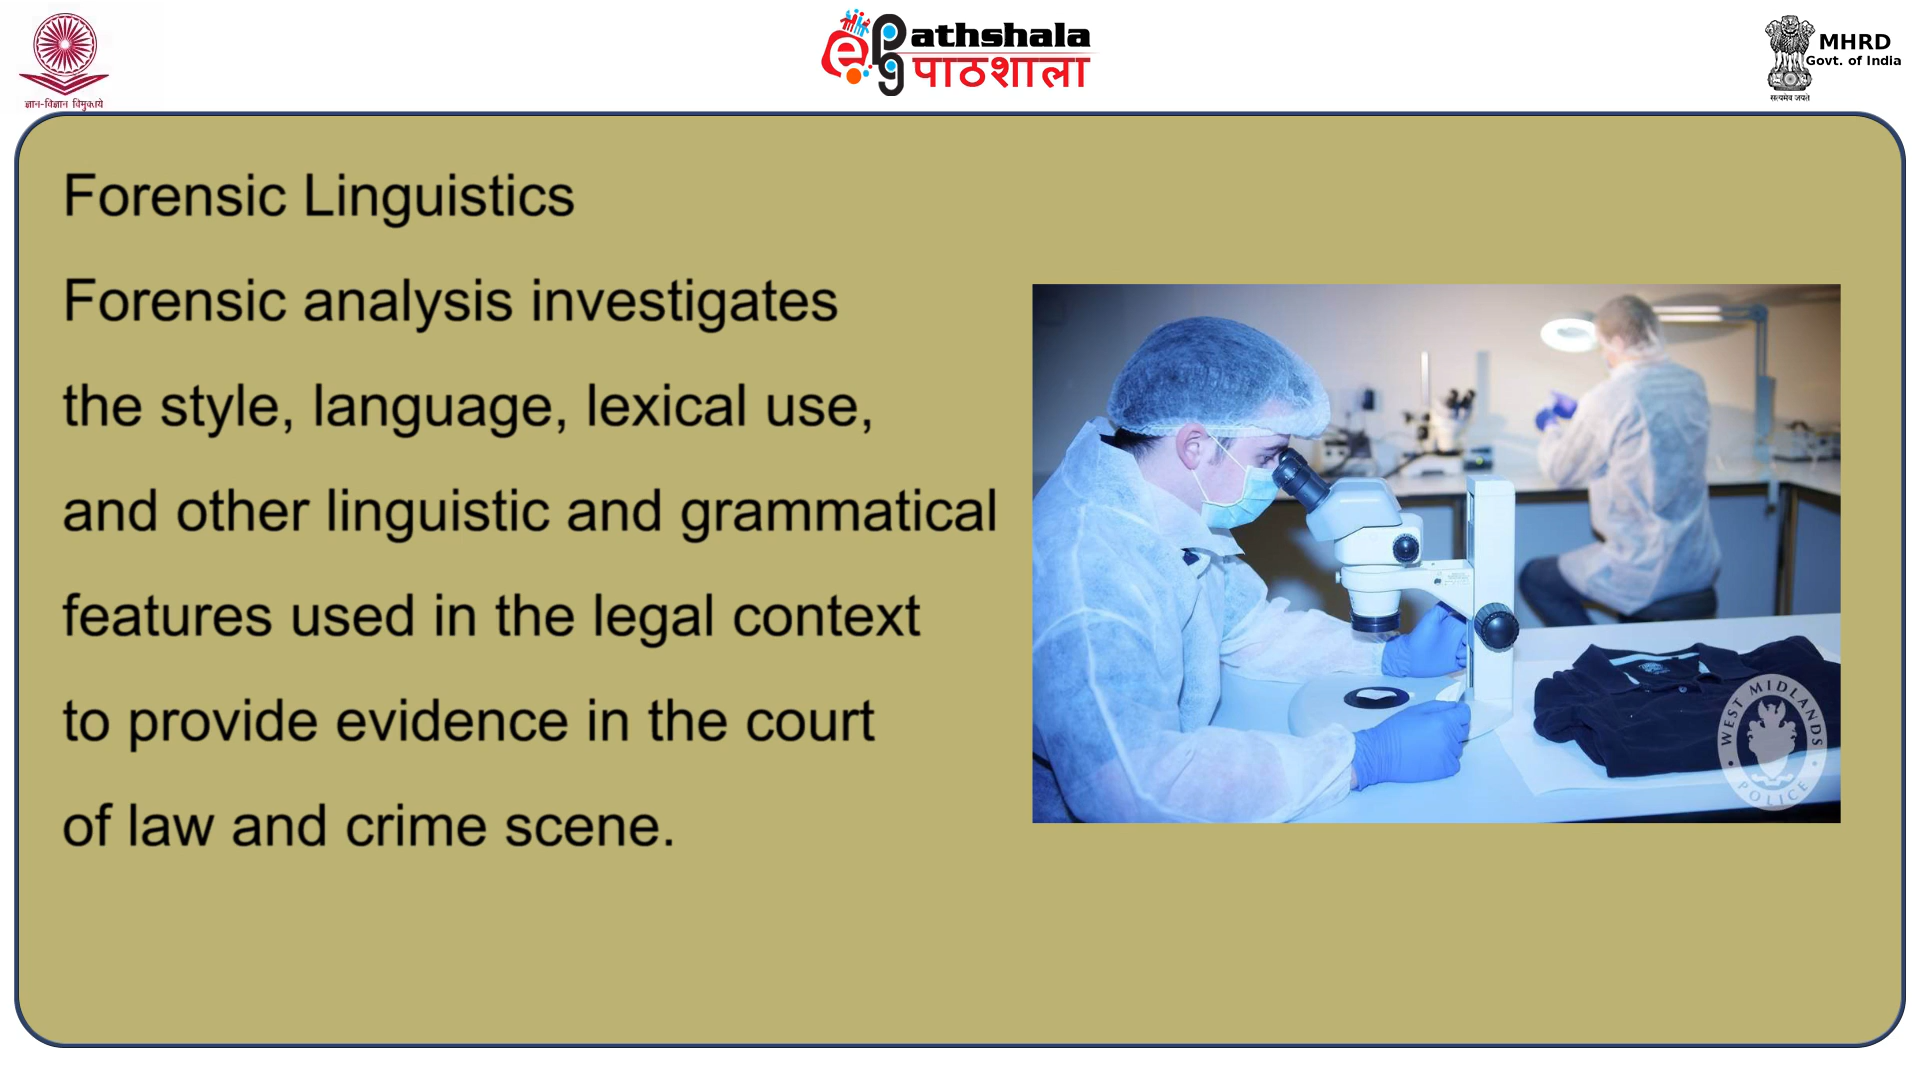 ज्ञान-विज्ञान विमुक्तये
ePG Pathshala
पाठशाला
MHRD
Govt. of India
सत्यमेव जयते
Forensic Linguistics
Forensic analysis investigates
the style, language, lexical use,
and other linguistic and grammatical
features used in the legal context
to provide evidence in the court
of law and crime scene.
WEST MIDLANDS
POLICE